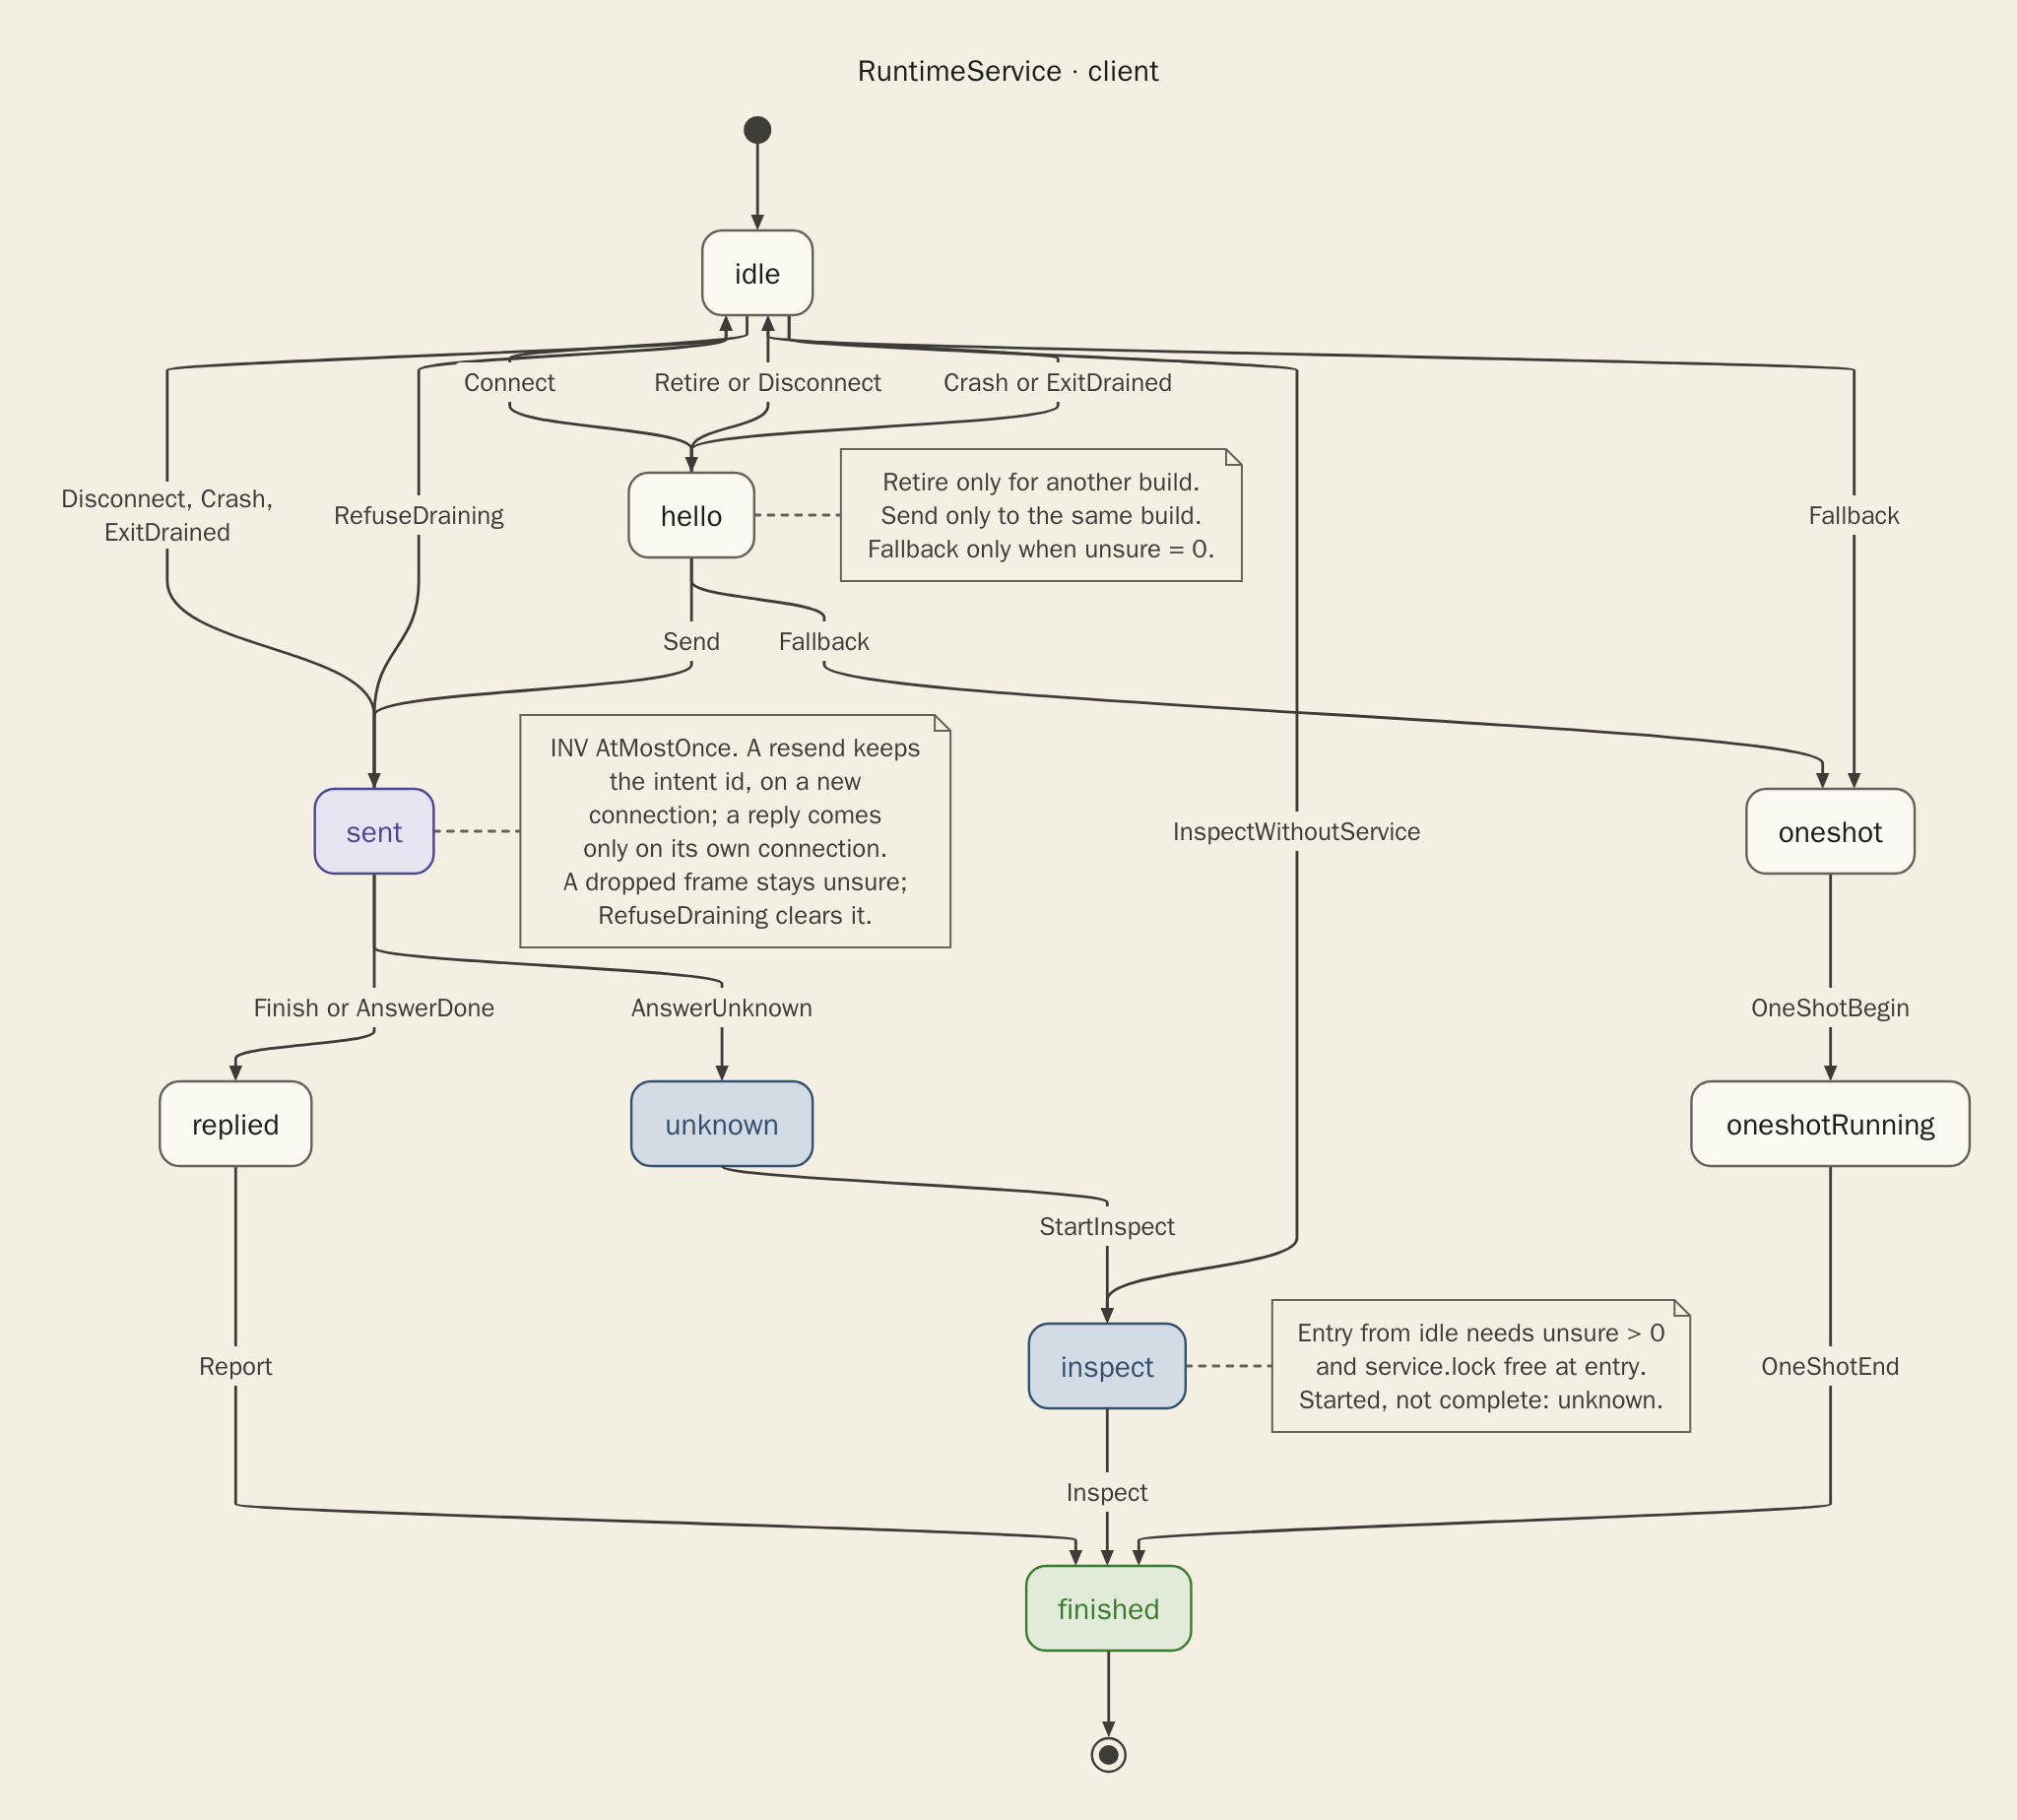 RuntimeService · client
idle
Connect
Retire or Disconnect
Crash or ExitDrained
Disconnect, Crash,
ExitDrained
RefuseDraining
hello
Retire only for another build.
Send only to the same build.
Fallback only when unsure = 0.
Fallback
Send
Fallback
sent
INV AtMostOnce. A resend keeps
the intent id, on a new
connection; a reply comes
only on its own connection.
A dropped frame stays unsure;
RefuseDraining clears it.
InspectWithoutService
oneshot
Finish or AnswerDone
AnswerUnknown
OneShotBegin
replied
unknown
oneshotRunning
StartInspect
Report
inspect
Entry from idle needs unsure > 0
and service.lock free at entry.
Started, not complete: unknown.
OneShotEnd
Inspect
finished